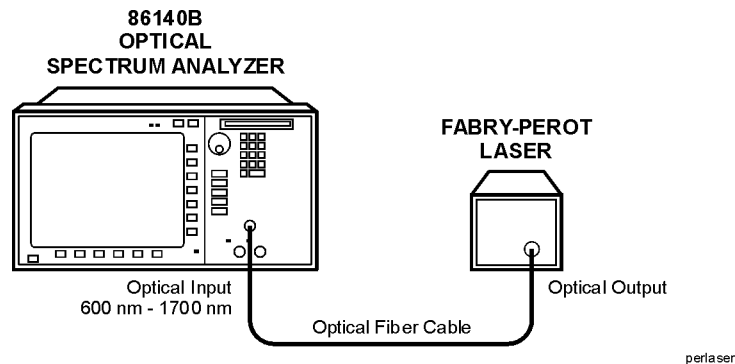 86140B
OPTICAL
SPECTRUM ANALYZER
FABRY-PEROT
LASER
Optical Input
600 nm - 1700 nm
Optical Output
Optical Fiber Cable
perlaser